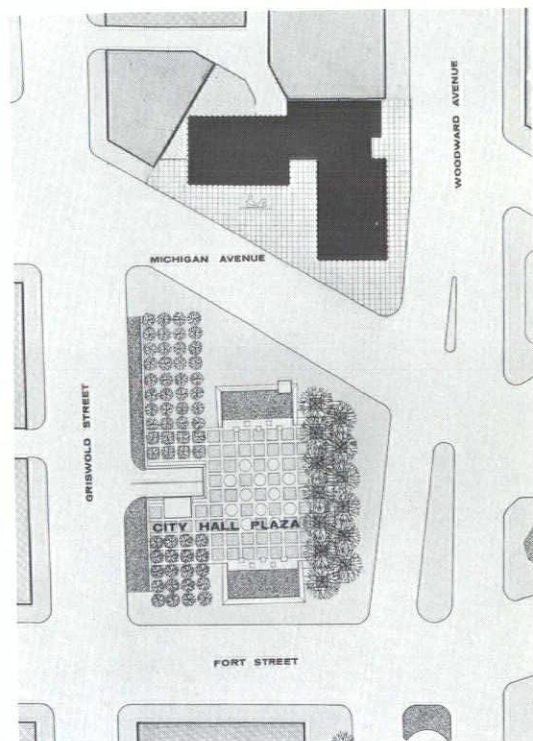 WOODWARD AVENUE
MICHIGAN AVENUE
GRISWOLD STREET
CITY HALL PLAZA
FORT STREET